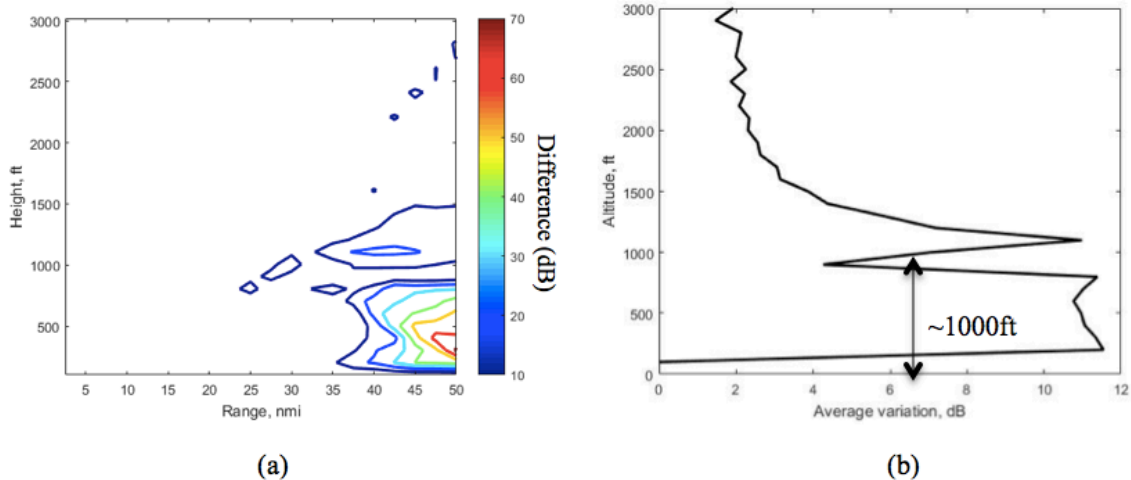 3000
2500
2000
1500
1000
500
5 10 15 20 25 30 35 40 45 50
Height, ft
Range, nmi
70
60
50
40
30
20
10
Difference (dB)
(a)
3000
2500
2000
1500
1000
500
0
0 2 4 6 8 10 12
Altitude, ft
Average variation, dB
~1000ft
(b)